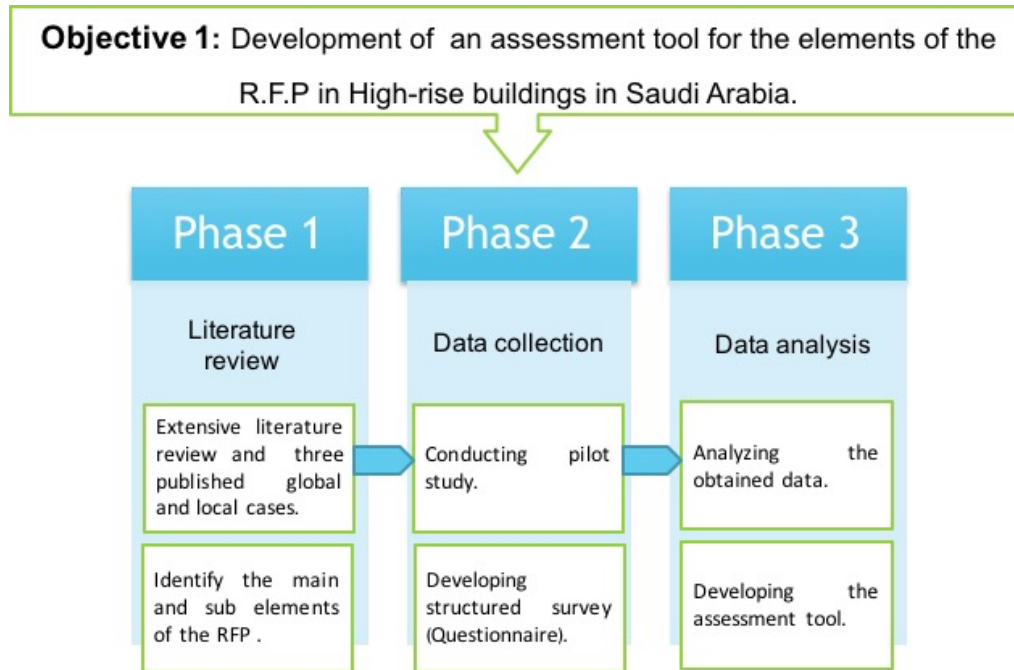 Objective 1: Development of an assessment tool for the elements of the
R.F.P in High-rise buildings in Saudi Arabia.
Phase 1
Phase 2
Phase 3
Literature
review
Data collection
Data analysis
Extensive literature
review and three
published global
and local cases.
Conducting pilot
study.
Analyzing the
obtained data.
Identify the main
and sub elements
of the RFP .
Developing
structured survey
(Questionnaire).
Developing the
assessment tool.